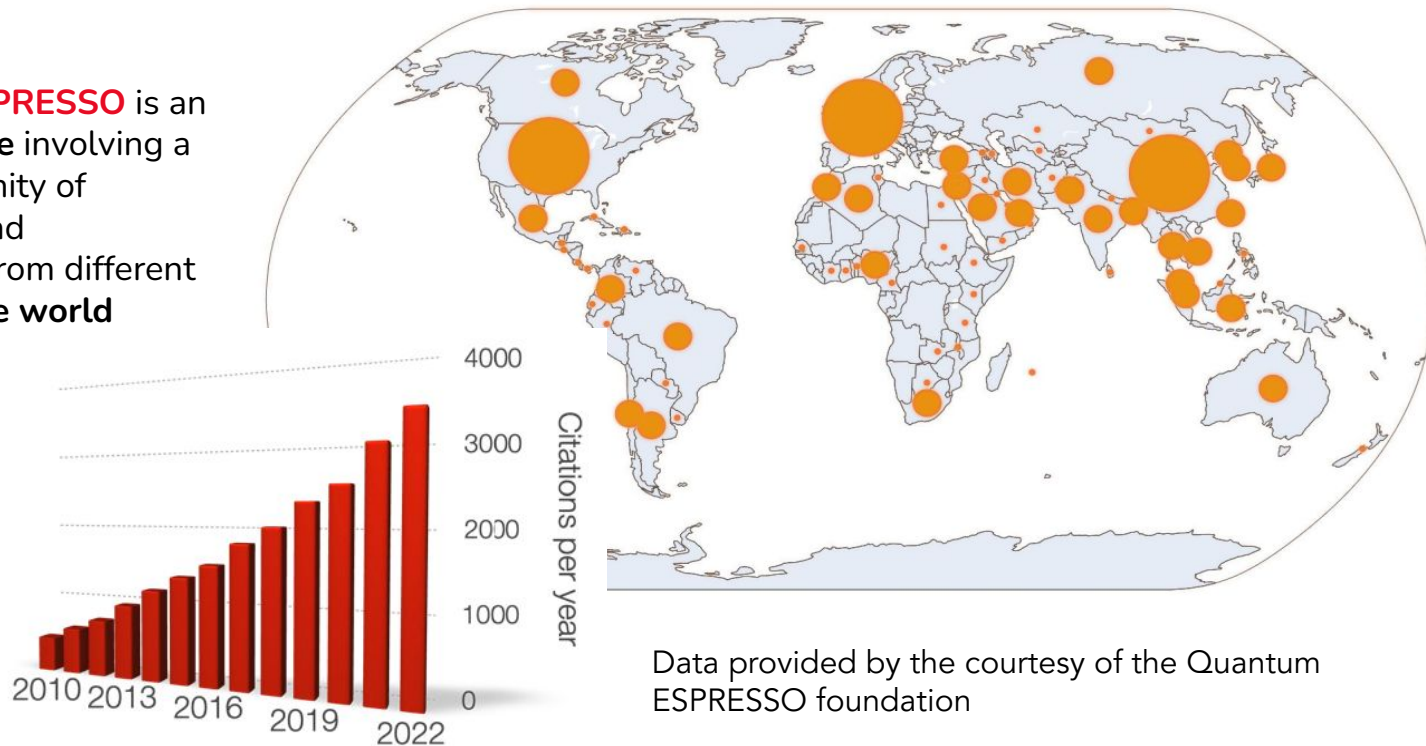 PRESSO is an
e involving a
nity of
nd
rom different
e world
4000
3000
2000
1000
0
Citations per year
2010 2013 2016 2019 2022
Data provided by the courtesy of the Quantum
ESPRESSO foundation